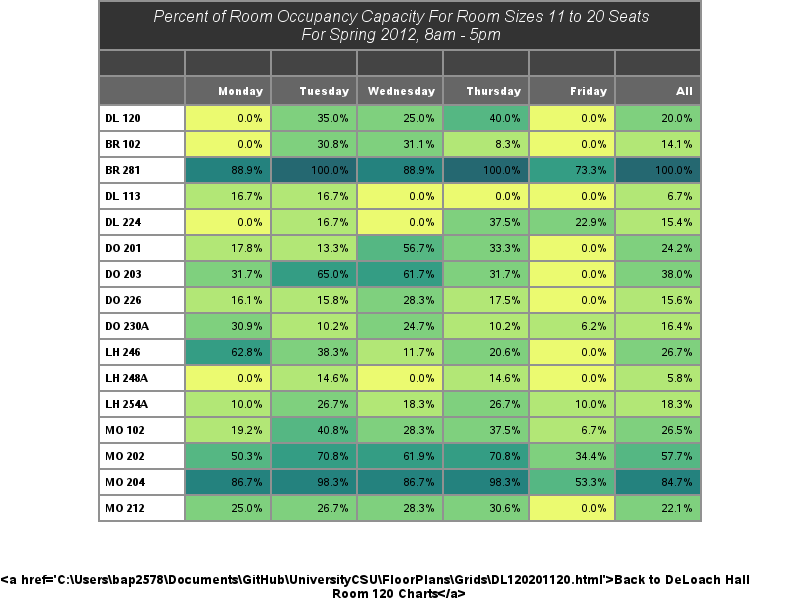 Percent of Room Occupancy Capacity For Room Sizes 11 to 20 Seats
For Spring 2012, 8am - 5pm
Monday Tuesday Wednesday Thursday Friday All
DL 120 0.0% 35.0% 25.0% 40.0% 0.0% 20.0%
BR 102 0.0% 30.8% 31.1% 8.3% 0.0% 14.1%
BR 281 88.9% 100.0% 88.9% 100.0% 73.3% 100.0%
DL 113 16.7% 16.7% 0.0% 0.0% 0.0% 6.7%
DL 224 0.0% 16.7% 0.0% 37.5% 22.9% 15.4%
DO 201 17.8% 13.3% 56.7% 33.3% 0.0% 24.2%
DO 203 31.7% 65.0% 61.7% 31.7% 0.0% 38.0%
DO 226 16.1% 15.8% 28.3% 17.5% 0.0% 15.6%
DO 230A 30.9% 10.2% 24.7% 10.2% 6.2% 16.4%
LH 246 62.8% 38.3% 11.7% 20.6% 0.0% 26.7%
LH 248A 0.0% 14.6% 0.0% 14.6% 0.0% 5.8%
LH 254A 10.0% 26.7% 18.3% 26.7% 10.0% 18.3%
MO 102 19.2% 40.8% 28.3% 37.5% 6.7% 26.5%
MO 202 50.3% 70.8% 61.9% 70.8% 34.4% 57.7%
MO 204 86.7% 98.3% 86.7% 98.3% 53.3% 84.7%
MO 212 25.0% 26.7% 28.3% 30.6% 0.0% 22.1%
<a href='C:\Users\bap2578\Documents\GitHub\UniversityCSU\FloorPlans\Grids\DL120201120.html'>Back to DeLoach Hall
Room 120 Charts</a>